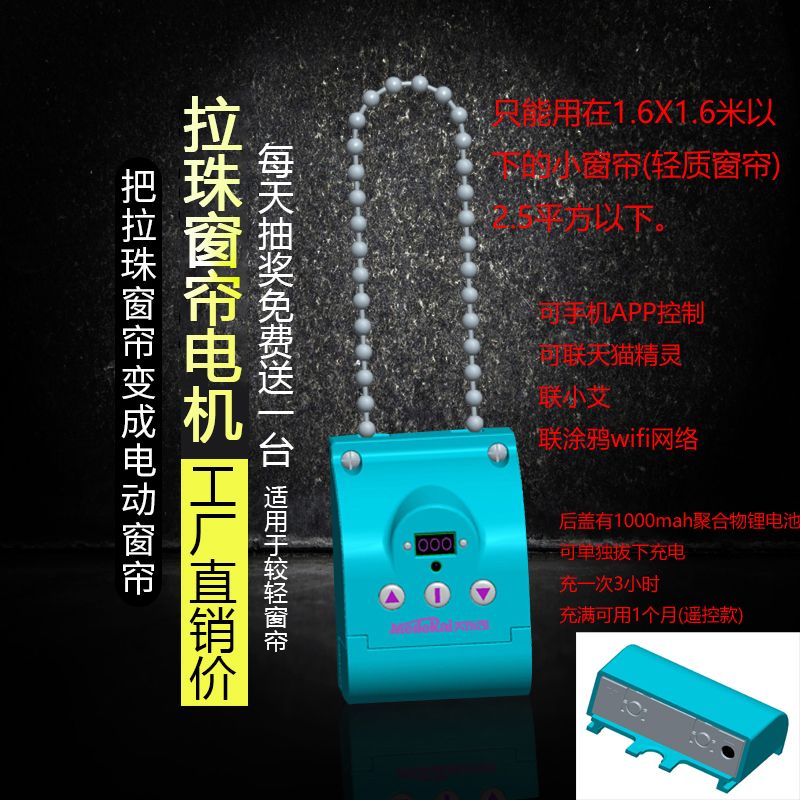 把拉珠窗帘变成电动窗帘
拉珠窗帘电机
工厂直销价
每天抽奖免费送一台
适用于较轻窗帘
只能用在1.6X1.6米以
下的小窗帘(轻质窗帘)
2.5平方以下。
可手机APP控制
可联天猫精灵
联小艾
联涂鸦wifi网络
000
后盖有1000mah聚合物锂电池
可单独拔下充电
充一次3小时
充满可用1个月(遥控款)